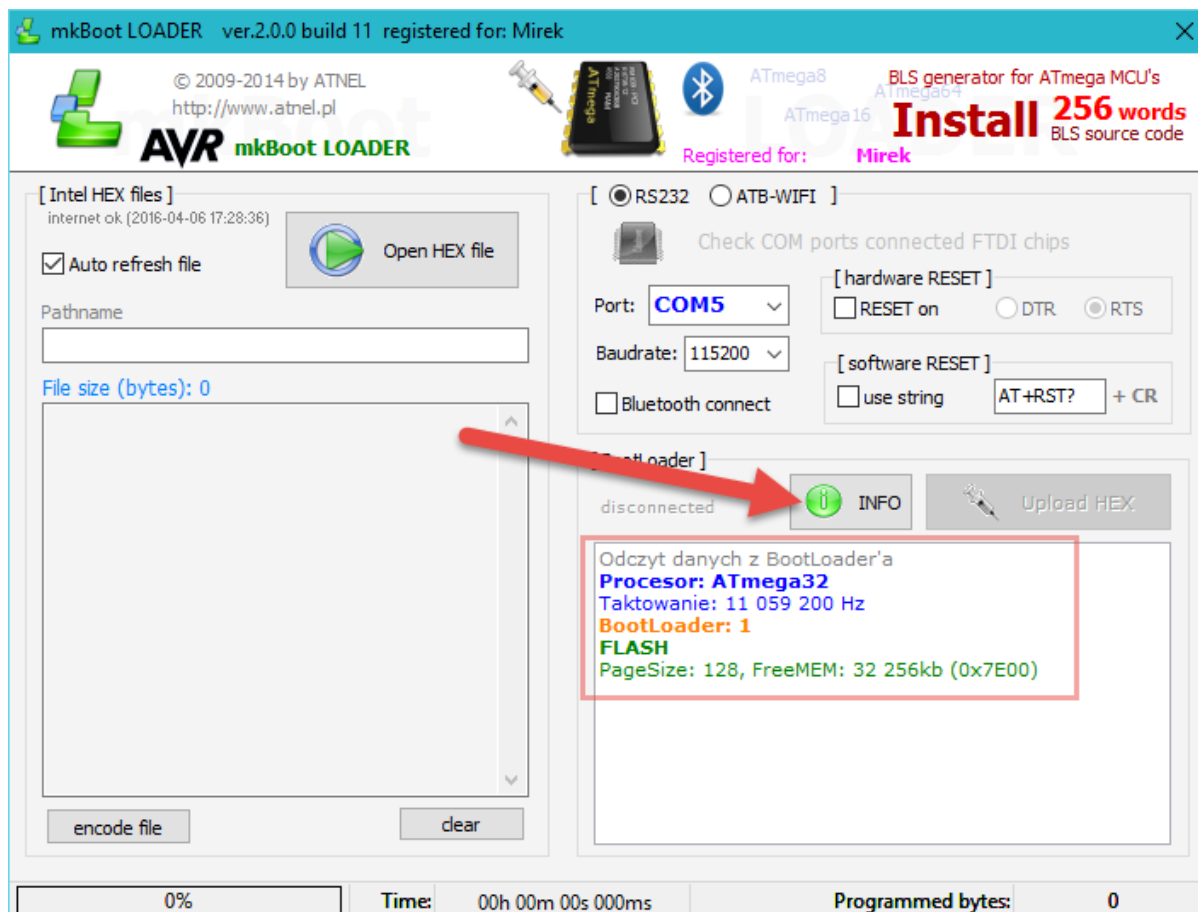 mkBoot LOADER ver.2.0.0 build 11 registered for: Mirek
© 2009-2014 by ATNEL
http://www.atnel.pl
AVR mkBoot LOADER
ATmega
ATmega8
ATmega64
ATmega16
BLS generator for ATmega MCU's
Install 256 words
BLS source code
Registered for: Mirek
[ Intel HEX files ]
internet ok (2016-04-06 17:28:36)
Auto refresh file
Open HEX file
Pathname
File size (bytes): 0
encode file
clear
[ RS232 ATB-WIFI ]
Check COM ports connected FTDI chips
Port: COM5
Baudrate: 115200
Bluetooth connect
[ hardware RESET ]
RESET on DTR RTS
[ software RESET ]
use string AT+RST? + CR
[ BootLoader ]
disconnected
INFO
Upload HEX
Odczyt danych z BootLoader'a
Procesor: ATmega32
Taktowanie: 11 059 200 Hz
BootLoader: 1
FLASH
PageSize: 128, FreeMEM: 32 256kb (0x7E00)
0% Time: 00h 00m 00s 000ms Programmed bytes: 0